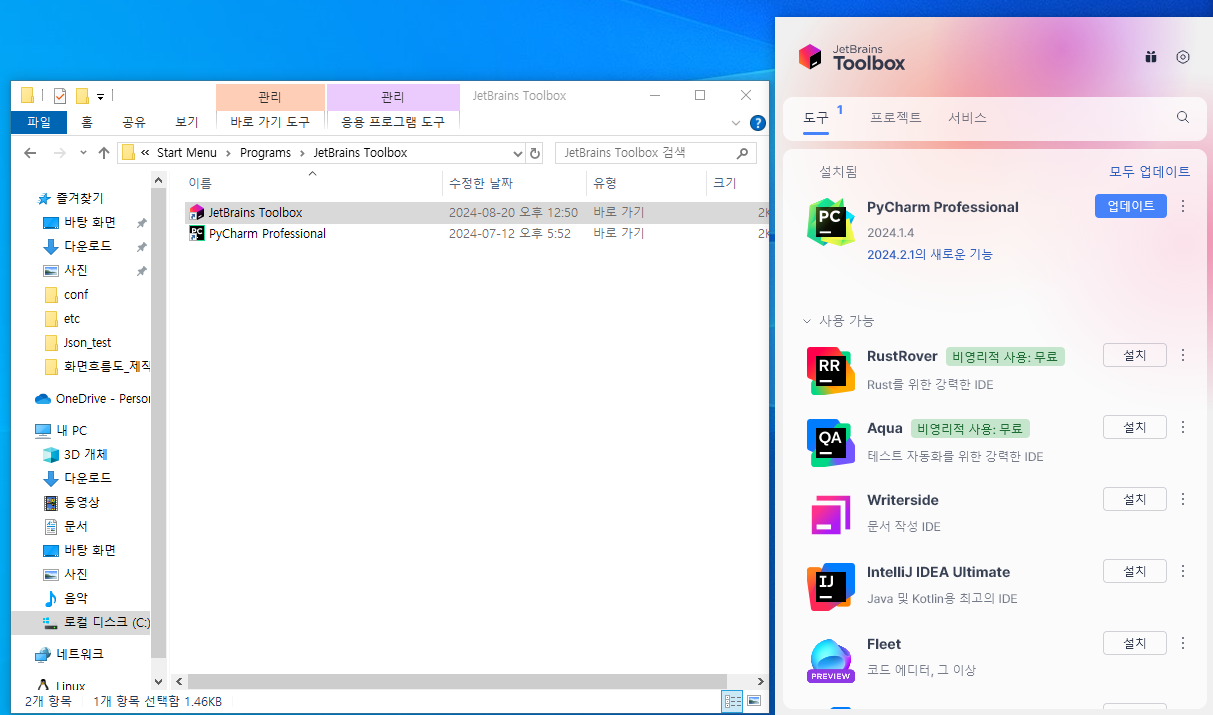 관리
관리
JetBrains Toolbox
파일
홈
공유
보기
바로 가기 도구
응용 프로그램 도구
?
« Start Menu › Programs › JetBrains Toolbox
JetBrains Toolbox 검색
이름
수정한 날짜
유형
크기
즐겨찾기
바탕 화면
다운로드
사진
conf
etc
Json_test
화면흐름도_제작
OneDrive - Person
내 PC
3D 개체
다운로드
동영상
문서
바탕 화면
사진
음악
로컬 디스크 (C:)
네트워크
Linux
JetBrains Toolbox 2024-08-20 오후 12:50 바로 가기 2K
PC PyCharm Professional 2024-07-12 오후 5:52 바로 가기 2K
2개 항목
1개 항목 선택함 1.46KB
JetBrains
Toolbox
도구 1
프로젝트
서비스
설치됨
모두 업데이트
PC
PyCharm Professional
업데이트
2024.1.4
2024.2.1의 새로운 기능
사용 가능
RR
RustRover 비영리적 사용: 무료
설치
Rust를 위한 강력한 IDE
QA
Aqua 비영리적 사용: 무료
설치
테스트 자동화를 위한 강력한 IDE
Writerside
설치
문서 작성 IDE
IJ
IntelliJ IDEA Ultimate
설치
Java 및 Kotlin용 최고의 IDE
Fleet
설치
코드 에디터, 그 이상
PREVIEW